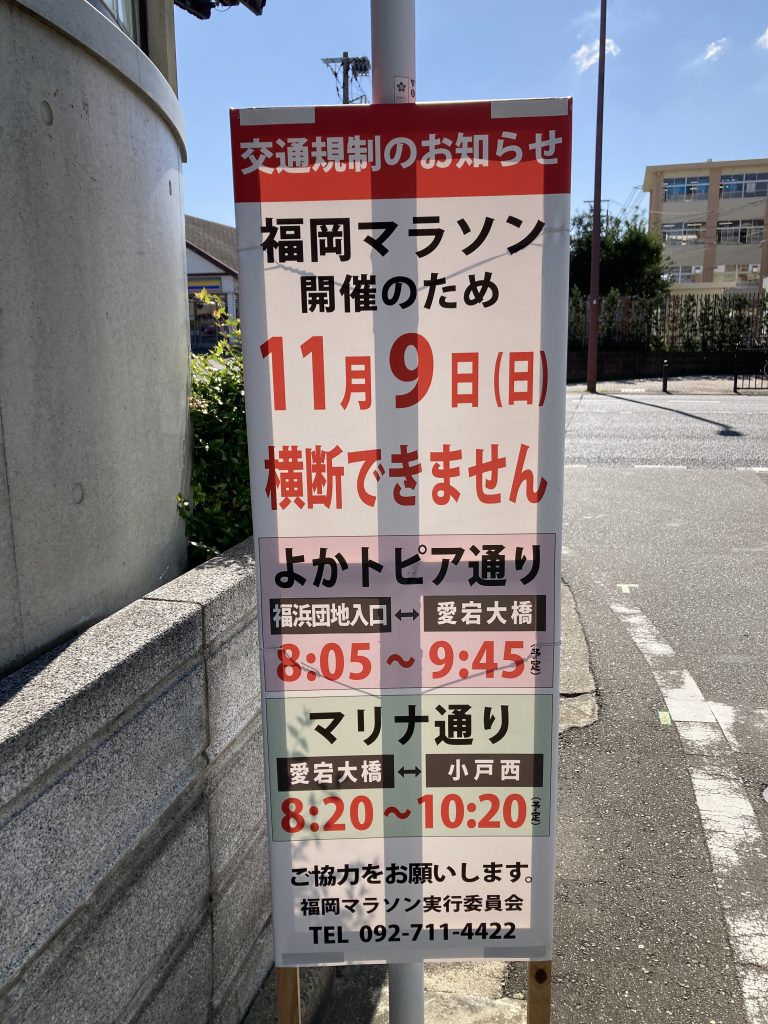 交通規制のお知らせ
福岡マラソン
開催のため
11月9日(日)
横断できません
よかトピア通り
福浜団地入口↔愛宕大橋
8:05～9:45(予定)
マリナ通り
愛宕大橋↔小戸西
8:20～10:20(予定)
ご協力をお願いします。
福岡マラソン実行委員会
TEL 092-711-4422